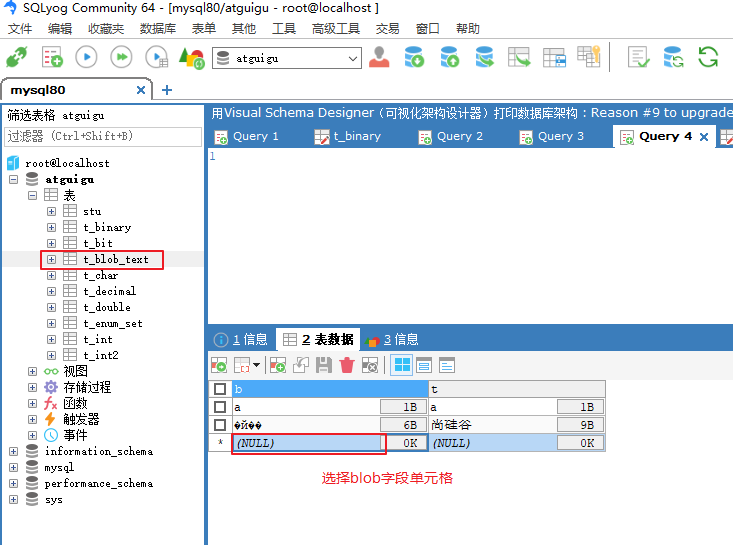 SQLyog Community 64 - [mysql80/atguigu - root@localhost ]
文件 编辑 收藏夹 数据库 表单 其他 工具 高级工具 交易 窗口 帮助
atguigu
mysql80
筛选表格 atguigu
过滤器 (Ctrl+Shift+B)
root@localhost
atguigu
表
stu
t_binary
t_bit
t_blob_text
t_char
t_decimal
t_double
t_enum_set
t_int
t_int2
视图
存储过程
函数
触发器
事件
information_schema
mysql
performance_schema
sys
用Visual Schema Designer（可视化架构设计器）打印数据库架构：Reason #9 to upgrade
Query 1 t_binary Query 2 Query 3 Query 4
1
1 信息 2 表数据 3 信息
b t
a 1B a 1B
�й�� 6B 尚硅谷 9B
* (NULL) 0K (NULL) 0K
选择blob字段单元格